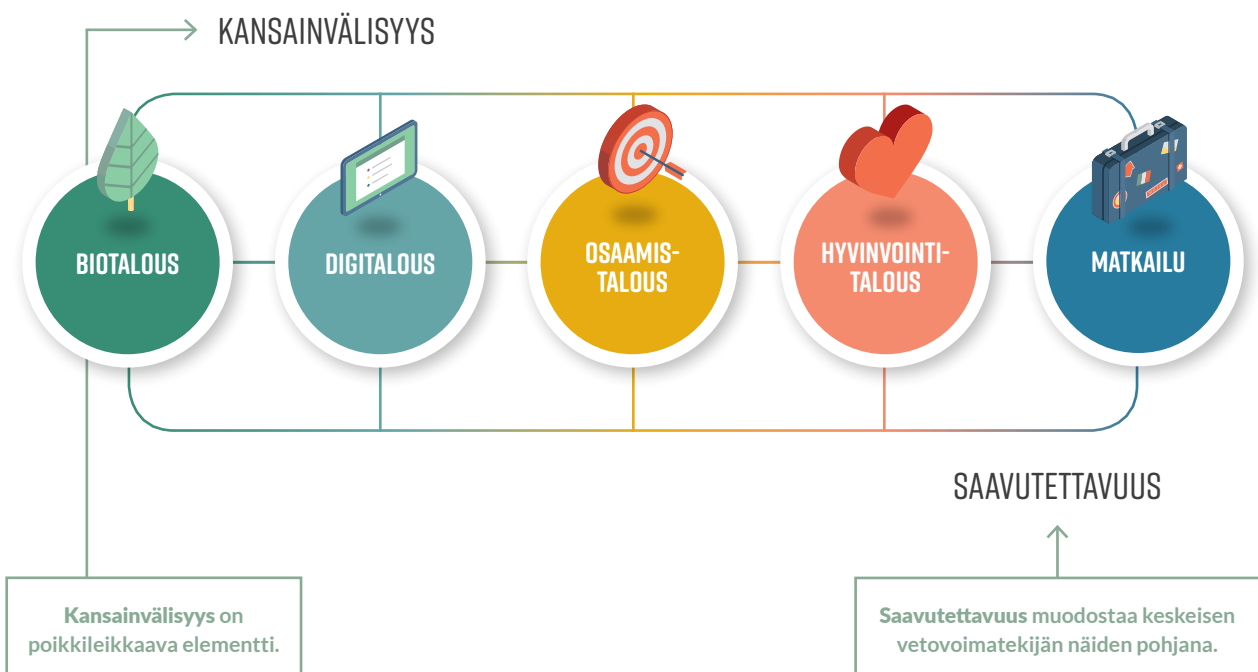 KANSAINVÄLISYYS
BIOTALOUS
DIGITALOUS
OSAAMIS-
TALOUS
HYVINVOINTI-
TALOUS
MATKAILU
SAAVUTETTAVUUS
Kansainvälisyys on
poikkileikkaava elementti.
Saavutettavuus muodostaa keskeisen
vetovoimatekijän näiden pohjana.